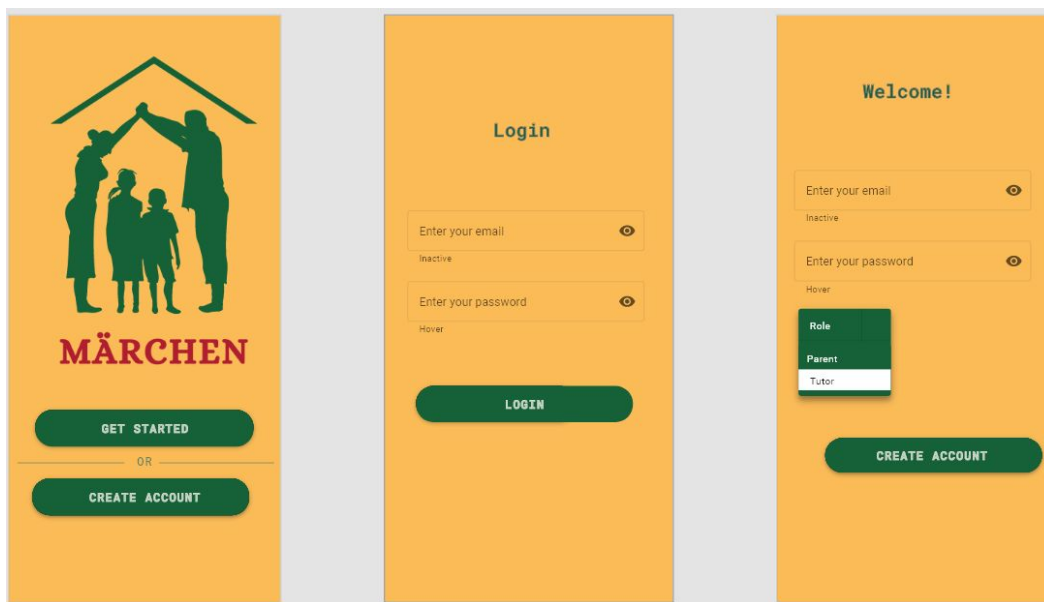 MÄRCHEN
GET STARTED
OR
CREATE ACCOUNT
Login
Enter your email
Inactive
Enter your password
Hover
LOGIN
Welcome!
Enter your email
Inactive
Enter your password
Hover
Role
Parent
Tutor
CREATE ACCOUNT